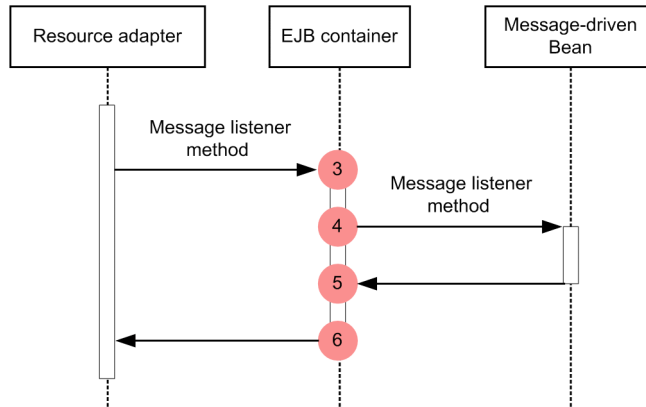 Resource adapter
EJB container
Message-driven
Bean
Message listener
method
3
Message listener
method
4
5
6